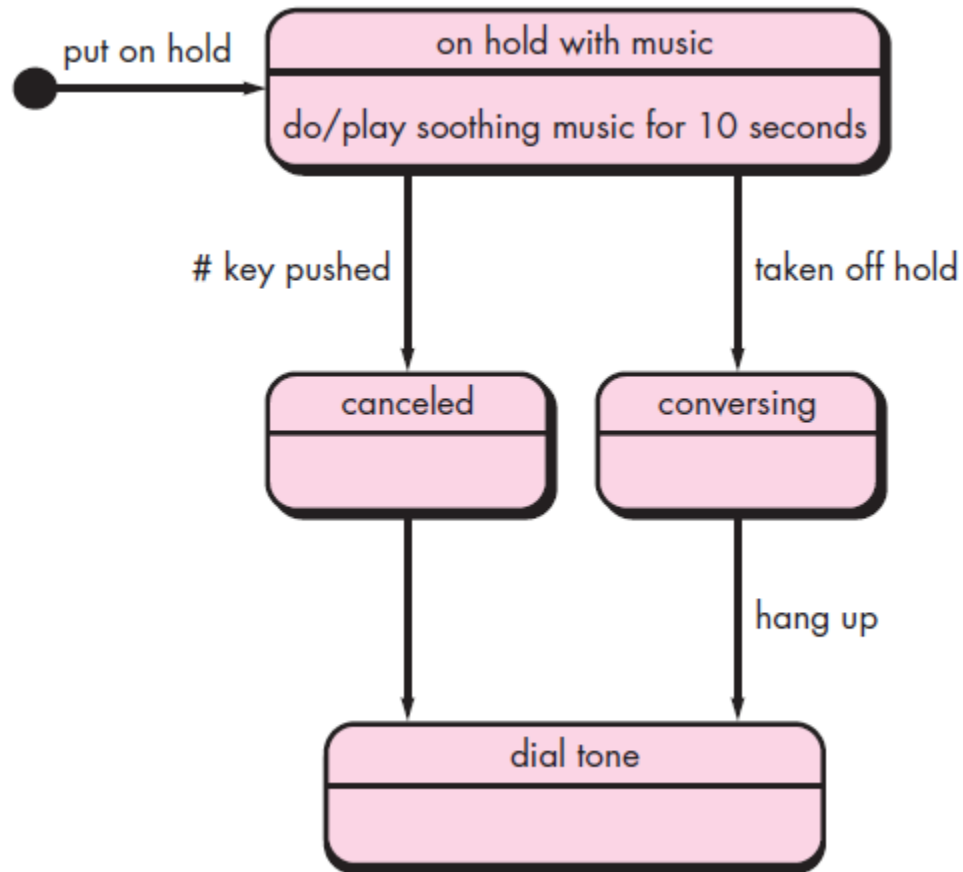 put on hold
on hold with music
do/play soothing music for 10 seconds
# key pushed
taken off hold
canceled
conversing
hang up
dial tone